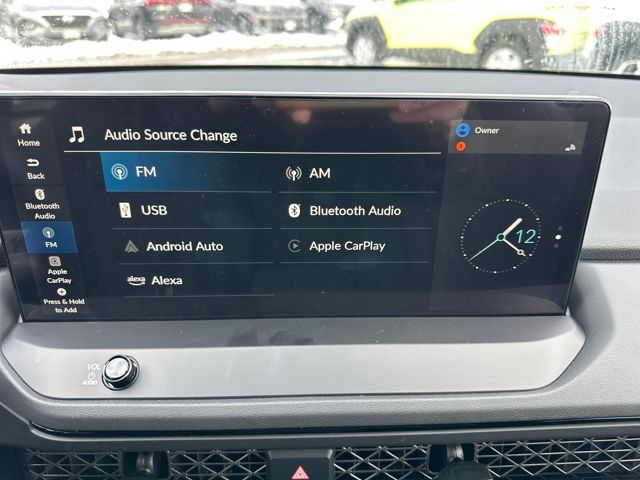 Home
Back
Bluetooth
Audio
FM
Apple
CarPlay
Press & Hold
to Add
Audio Source Change
FM
AM
USB
Bluetooth Audio
Android Auto
Apple CarPlay
alexa Alexa
Owner
12
VOL
AUDIO